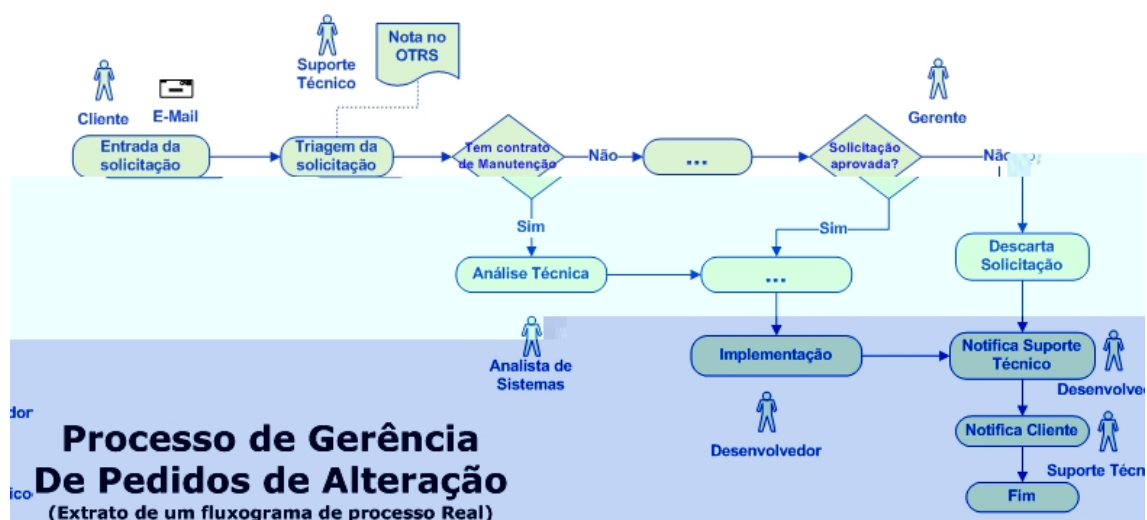 Nota no
OTRS
Suporte
Técnico
Cliente
E-Mail
Gerente
Entrada da
solicitação
Triagem da
solicitação
Tem contrato
de Manutenção
Não
...
Solicitação
aprovada?
Não
Sim
Sim
Análise Técnica
...
Descarta
Solicitação
Analista de
Sistemas
Implementação
Notifica Suporte
Técnico
Desenvolvedor
Notifica Cliente
Suporte
Fim
Processo de Gerência
De Pedidos de Alteração
(Extrato de um fluxograma de processo Real)